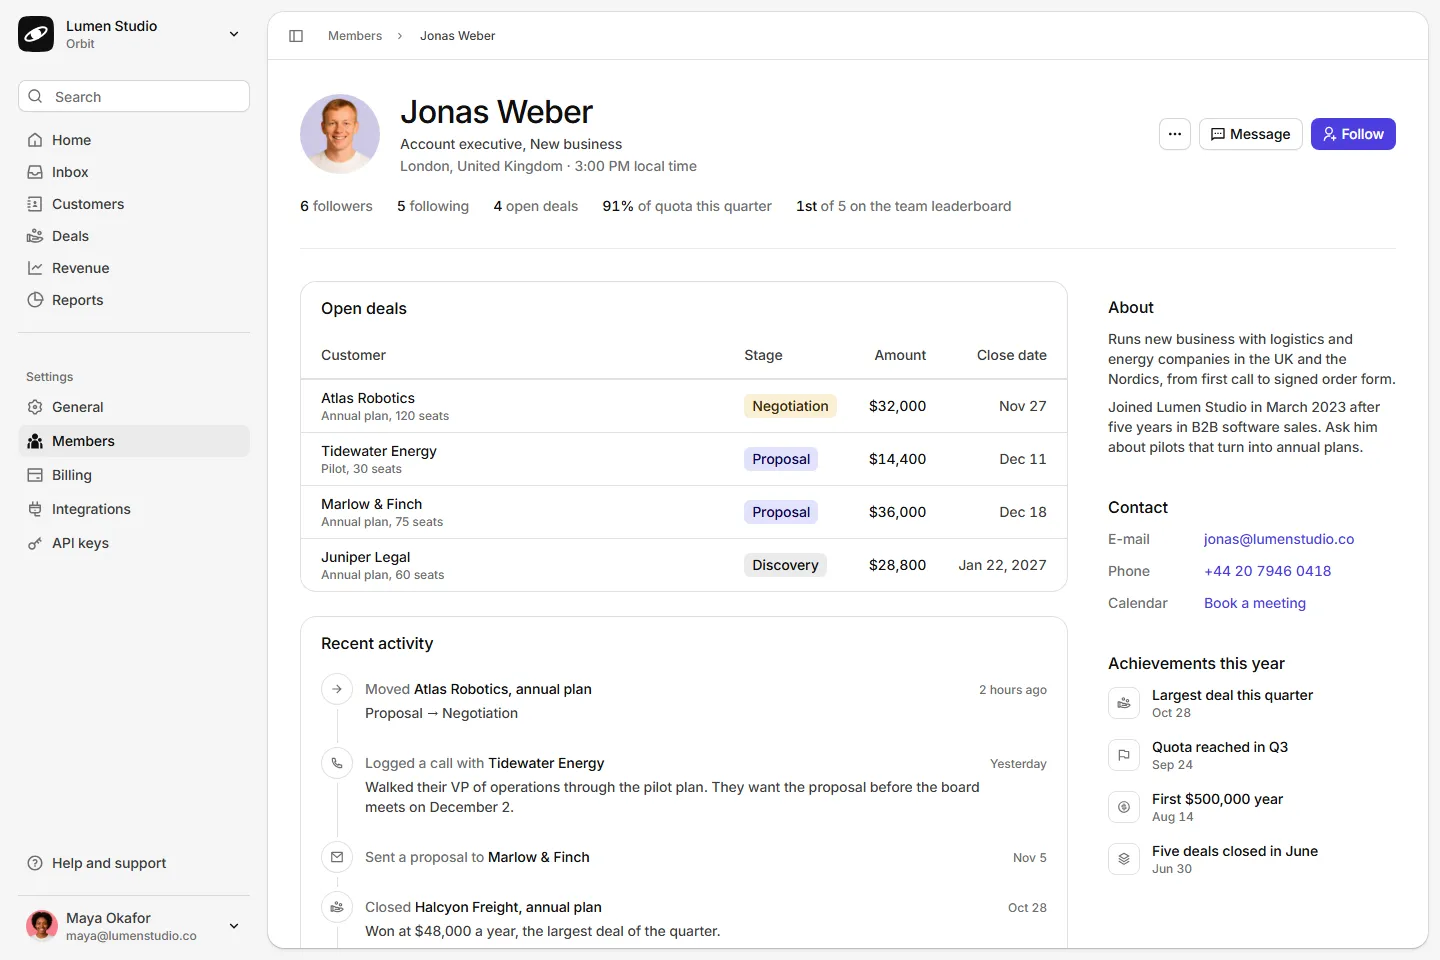 Lumen Studio
Orbit
Search
Home
Inbox
Customers
Deals
Revenue
Reports
Settings
General
Members
Billing
Integrations
API keys
Help and support
Maya Okafor
maya@lumenstudio.co
Members › Jonas Weber
Jonas Weber
Account executive, New business
London, United Kingdom · 3:00 PM local time
Message
Follow
6 followers 5 following 4 open deals 91% of quota this quarter 1st of 5 on the team leaderboard
Open deals
Customer Stage Amount Close date
Atlas Robotics
Annual plan, 120 seats
Negotiation $32,000 Nov 27
Tidewater Energy
Pilot, 30 seats
Proposal $14,400 Dec 11
Marlow & Finch
Annual plan, 75 seats
Proposal $36,000 Dec 18
Juniper Legal
Annual plan, 60 seats
Discovery $28,800 Jan 22, 2027
Recent activity
Moved Atlas Robotics, annual plan 2 hours ago
Proposal → Negotiation
Logged a call with Tidewater Energy Yesterday
Walked their VP of operations through the pilot plan. They want the proposal before the board
meets on December 2.
Sent a proposal to Marlow & Finch Nov 5
Closed Halcyon Freight, annual plan Oct 28
Won at $48,000 a year, the largest deal of the quarter.
About
Runs new business with logistics and
energy companies in the UK and the
Nordics, from first call to signed order form.
Joined Lumen Studio in March 2023 after
five years in B2B software sales. Ask him
about pilots that turn into annual plans.
Contact
E-mail jonas@lumenstudio.co
Phone +44 20 7946 0418
Calendar Book a meeting
Achievements this year
Largest deal this quarter
Oct 28
Quota reached in Q3
Sep 24
First $500,000 year
Aug 14
Five deals closed in June
Jun 30